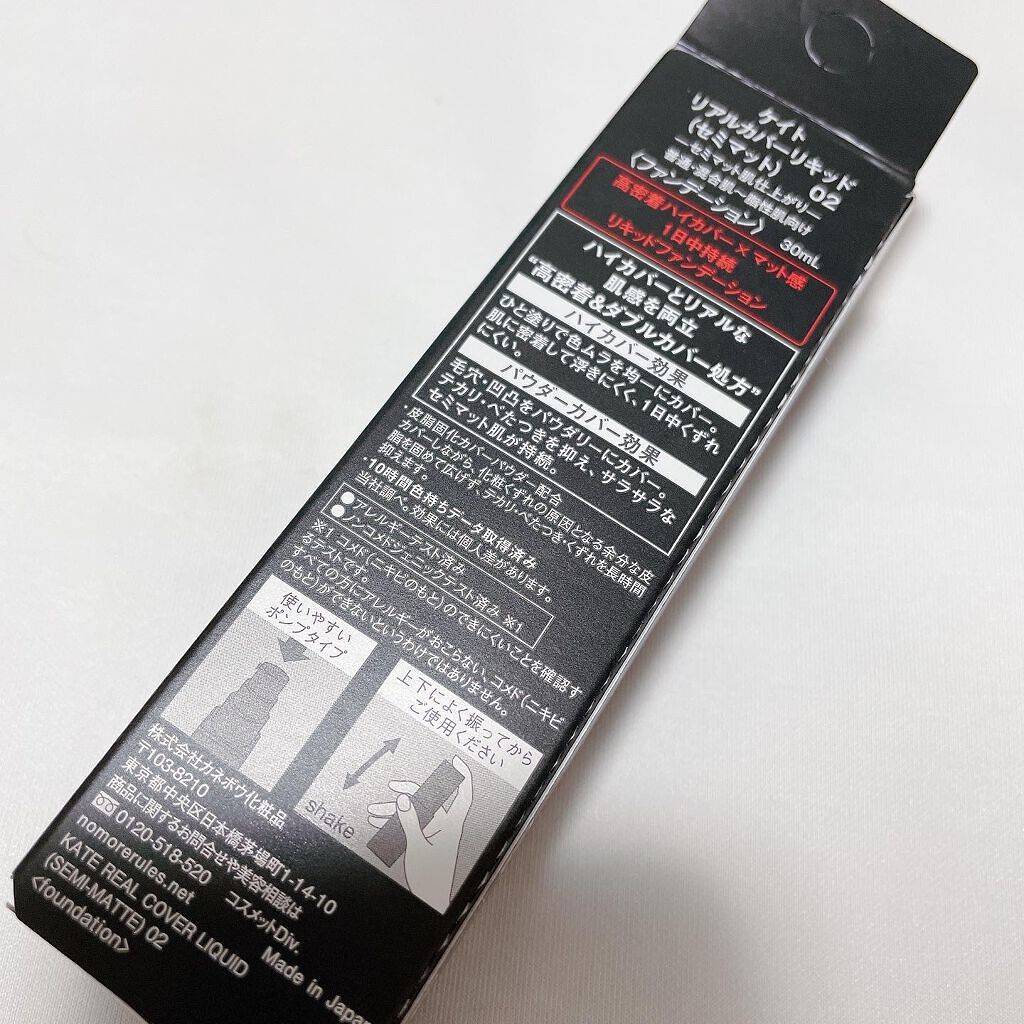 ケイト
リアルカバーリキッド
(セミマット) 02
―セミマット肌仕上がり―
普通・混合肌～脂性肌向け
〈ファンデーション〉 30mL
高密着ハイカバー×マット感
1日中持続
リキッドファンデーション
ハイカバーとリアルな
肌感を両立
“高密着&ダブルカバー処方”
ハイカバー効果
ひと塗りで色ムラを均一にカバー。
肌に密着して浮きにくく、1日中くずれ
にくい。
パウダーカバー効果
毛穴・凹凸をパウダリーにカバー。
テカリ・べたつきを抑え、サラサラな
セミマット肌が持続。
・皮脂固化カバーパウダー配合
カバーしながら、化粧くずれの原因となる余分な皮
脂を固めて広げず、テカリ・べたつき・くずれを長時間
抑えます。
・10時間色持ちデータ取得済み
当社調べ。効果には個人差があります。
●アレルギーテスト済み
●ノンコメドジェニックテスト済み ※1
※1 コメド(ニキビのもと)のできにくいことを確認す
るテストです。
すべての方にアレルギーがおこらない、コメド(ニキビ
のもと)ができないというわけではありません。
使いやすい
ポンプタイプ
上下によく振ってから
ご使用ください
shake
株式会社カネボウ化粧品
〒103-8210
東京都中央区日本橋茅場町1-14-10
商品に関するお問合せや美容相談は
0120-518-520 コスメットDiv.
nomorerules.net Made in Japan
KATE REAL COVER LIQUID
(SEMI-MATTE) 02
<foundation>